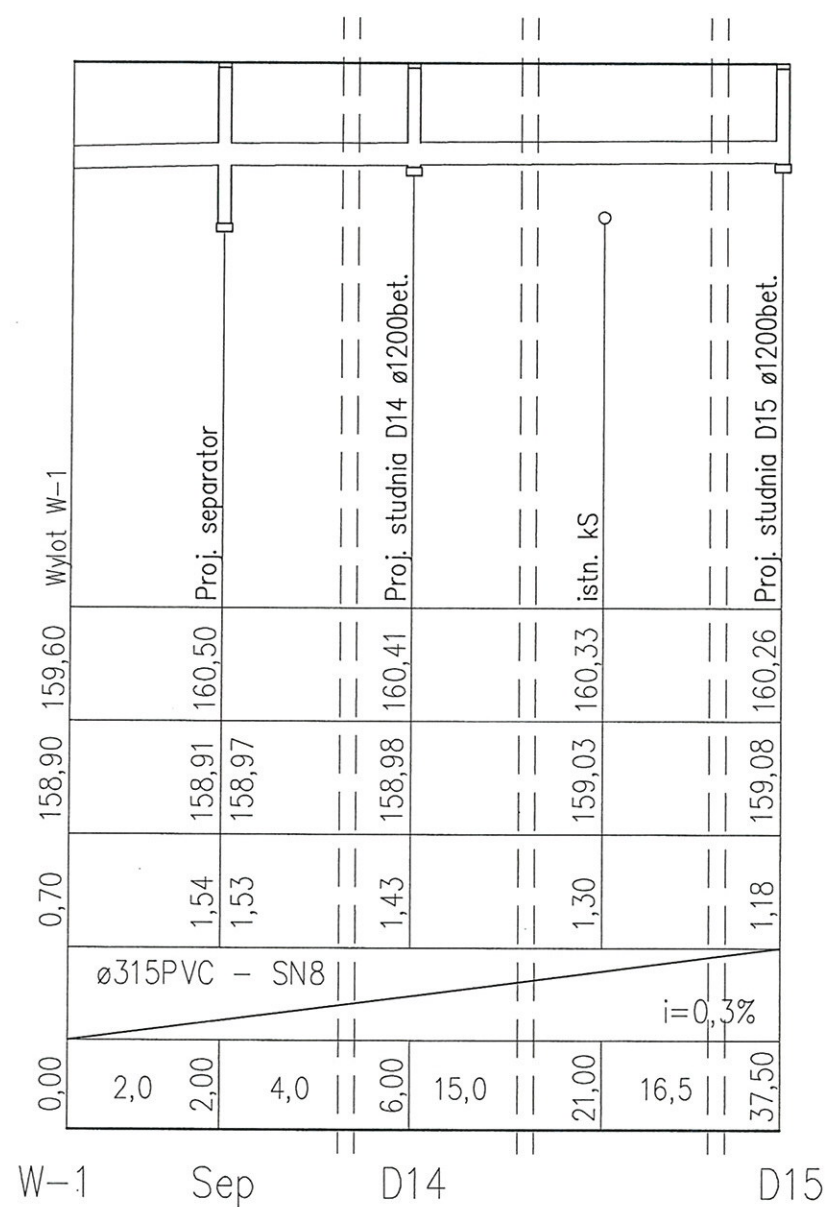 Wylot W-1
Proj. separator
Proj. studnia D14 ø1200bet.
istn. kS
Proj. studnia D15 ø1200bet.
159,60
160,50
160,41
160,33
160,26
158,90
158,91
158,97
158,98
159,03
159,08
0,70
1,54
1,53
1,43
1,30
1,18
ø315PVC - SN8
i=0,3%
0,00
2,0
2,00
4,0
6,00
15,0
21,00
16,5
37,50
W-1
Sep
D14
D15